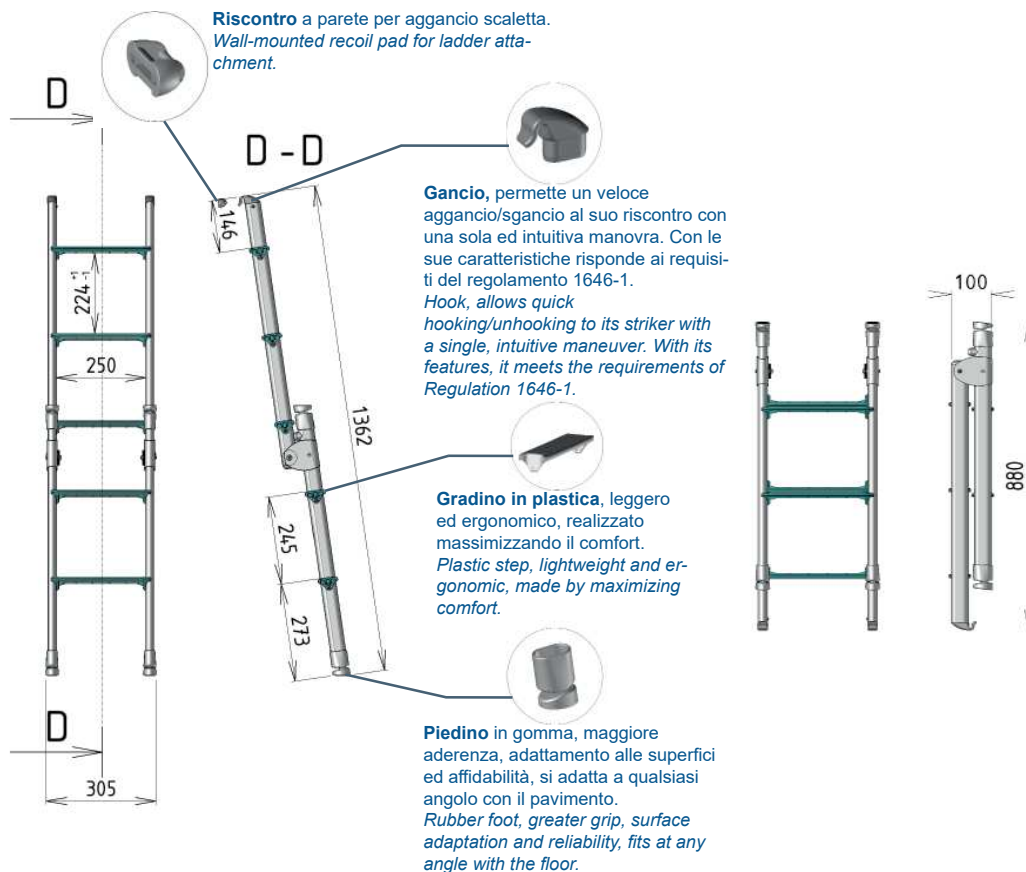 Riscontro a parete per aggancio scaletta.
Wall-mounted recoil pad for ladder atta-
chment.
D
D - D
Gancio, permette un veloce
aggancio/sgancio al suo riscontro con
una sola ed intuitiva manovra. Con le
sue caratteristiche risponde ai requisi-
ti del regolamento 1646-1.
Hook, allows quick
hooking/unhooking to its striker with
a single, intuitive maneuver. With its
features, it meets the requirements of
Regulation 1646-1.
146
224 +1 -1
250
100
1362
880
Gradino in plastica, leggero
ed ergonomico, realizzato
massimizzando il comfort.
Plastic step, lightweight and er-
gonomic, made by maximizing
comfort.
245
273
Piedino in gomma, maggiore
aderenza, adattamento alle superfici
ed affidabilità, si adatta a qualsiasi
angolo con il pavimento.
Rubber foot, greater grip, surface
adaptation and reliability, fits at any
angle with the floor.
D
305